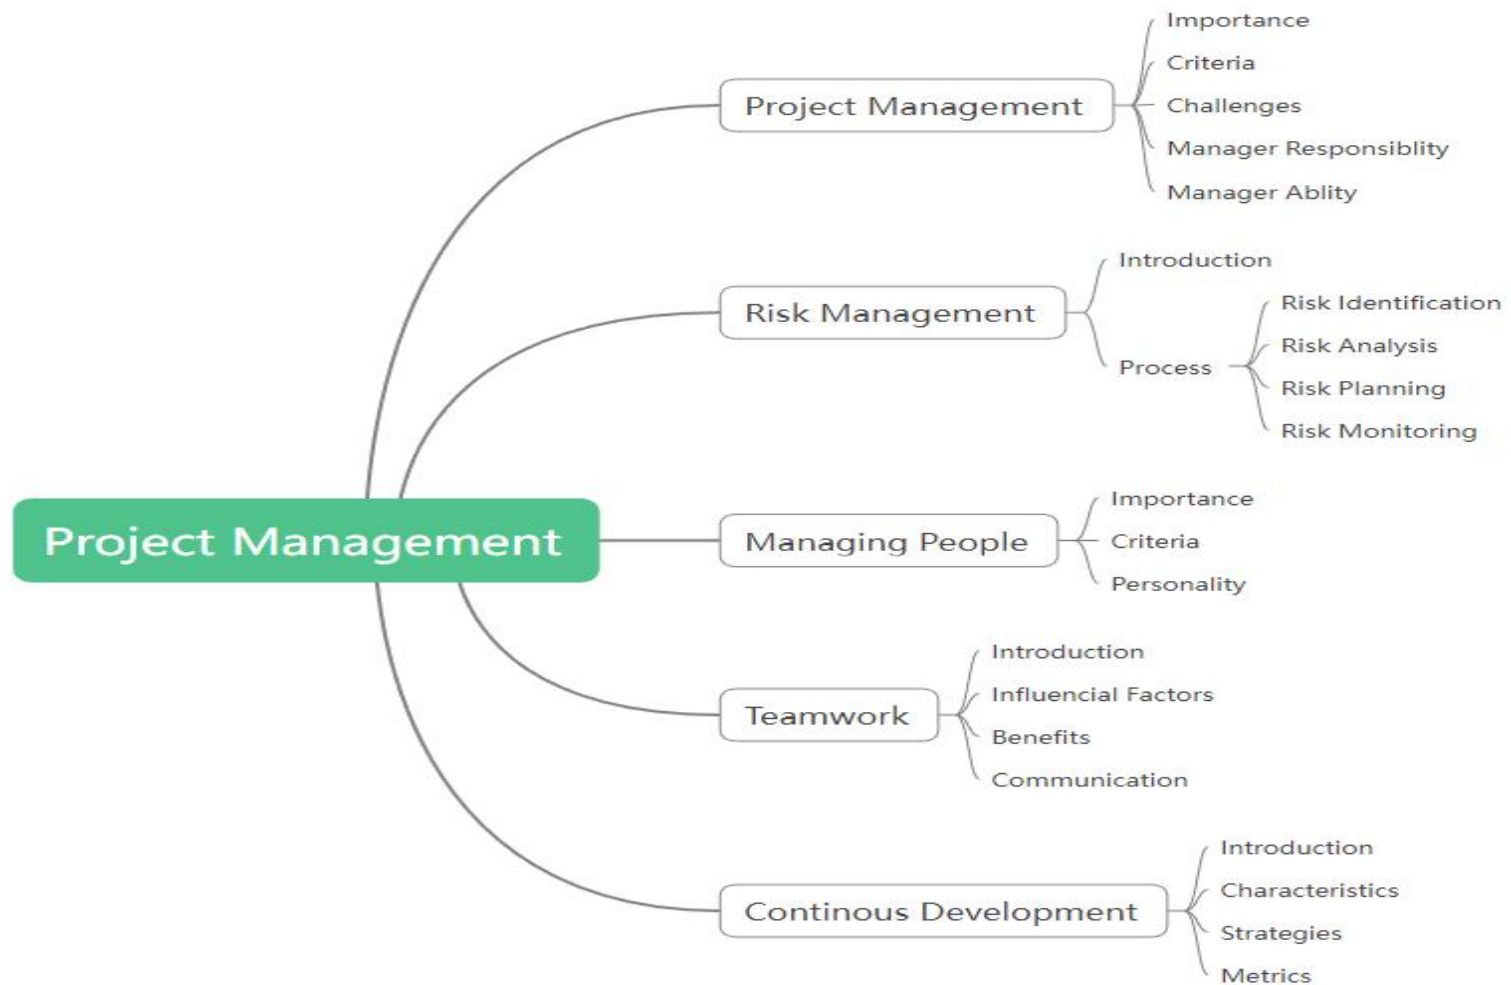 Project Management
Project Management
Importance
Criteria
Challenges
Manager Responsiblity
Manager Ablity
Risk Management
Introduction
Process
Risk Identification
Risk Analysis
Risk Planning
Risk Monitoring
Managing People
Importance
Criteria
Personality
Teamwork
Introduction
Influencial Factors
Benefits
Communication
Continous Development
Introduction
Characteristics
Strategies
Metrics